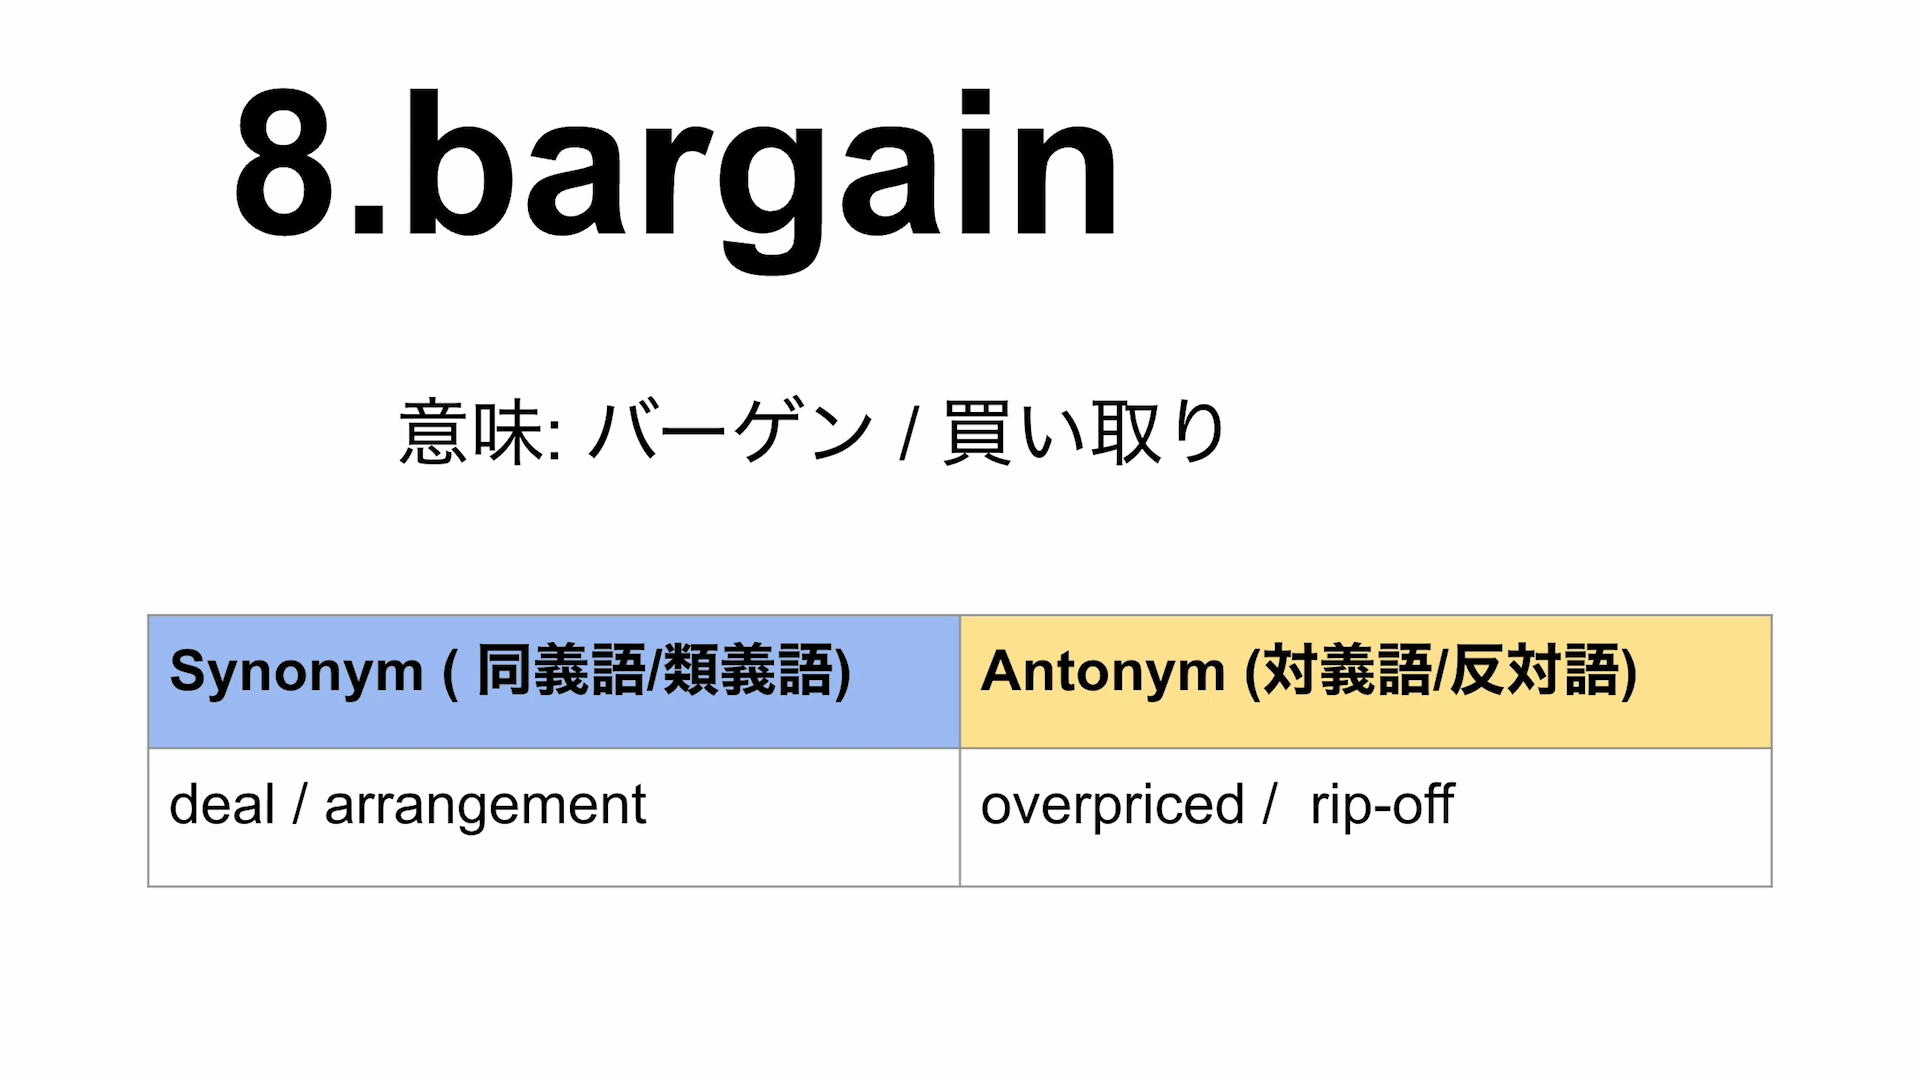 8.bargain
意味: バーゲン / 買い取り
Synonym ( 同義語/類義語)
Antonym (対義語/反対語)
deal / arrangement
overpriced /  rip-off